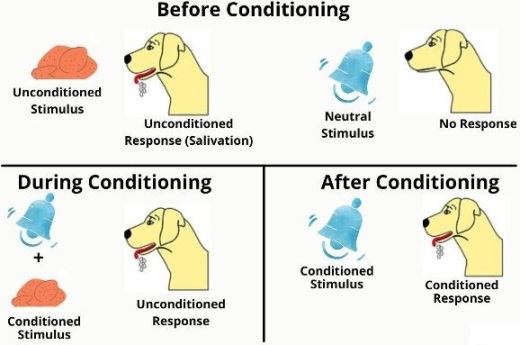 Before Conditioning
Unconditioned
Stimulus
Unconditioned
Response (Salivation)
Neutral
Stimulus
No Response
During Conditioning
+
Conditioned
Stimulus
Unconditioned
Response
After Conditioning
Conditioned
Stimulus
Conditioned
Response